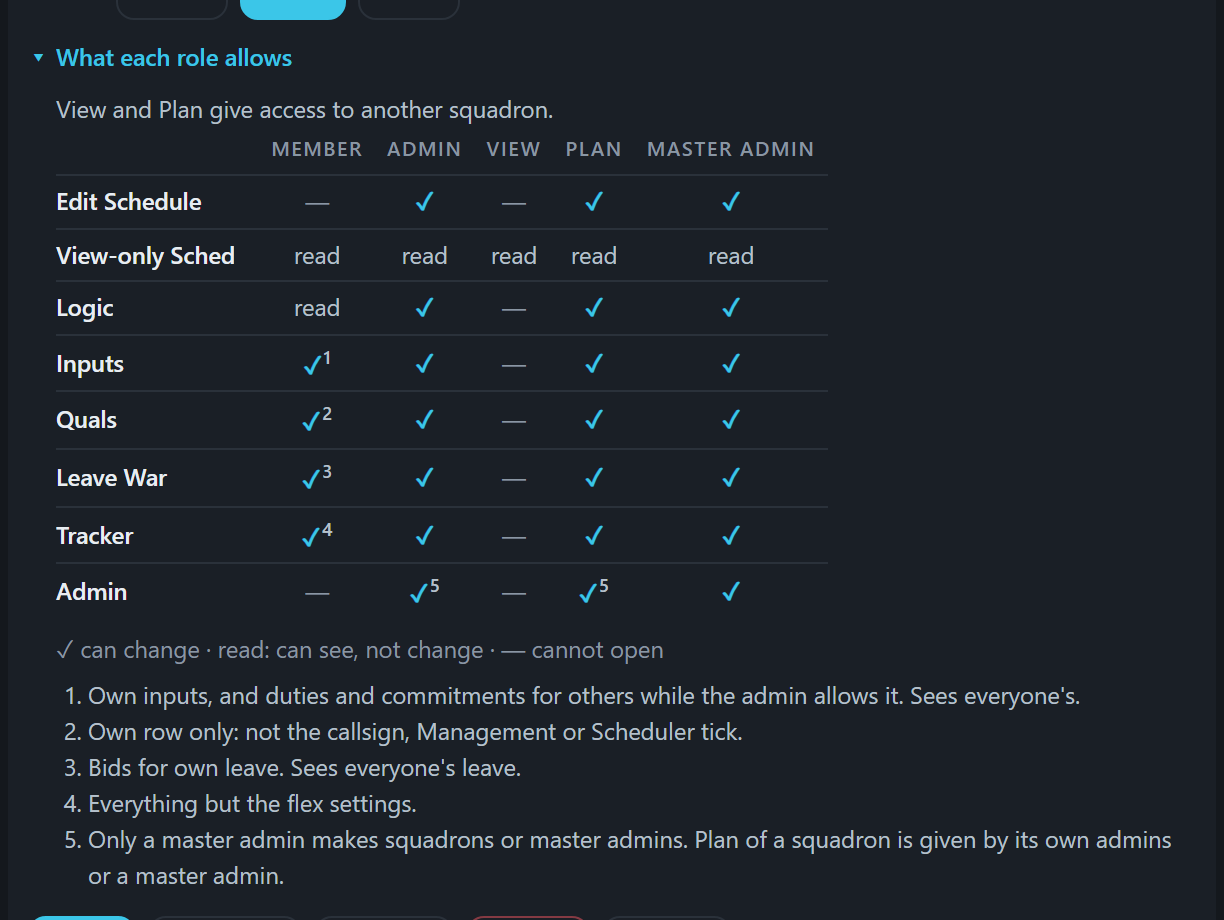 ▼ What each role allows
View and Plan give access to another squadron.
MEMBER ADMIN VIEW PLAN MASTER ADMIN
Edit Schedule — ✓ — ✓ ✓
View-only Sched read read read read read
Logic read ✓ — ✓ ✓
Inputs ✓1 ✓ — ✓ ✓
Quals ✓2 ✓ — ✓ ✓
Leave War ✓3 ✓ — ✓ ✓
Tracker ✓4 ✓ — ✓ ✓
Admin — ✓5 — ✓5 ✓
✓ can change · read: can see, not change · — cannot open
1. Own inputs, and duties and commitments for others while the admin allows it. Sees everyone's.
2. Own row only: not the callsign, Management or Scheduler tick.
3. Bids for own leave. Sees everyone's leave.
4. Everything but the flex settings.
5. Only a master admin makes squadrons or master admins. Plan of a squadron is given by its own admins
or a master admin.